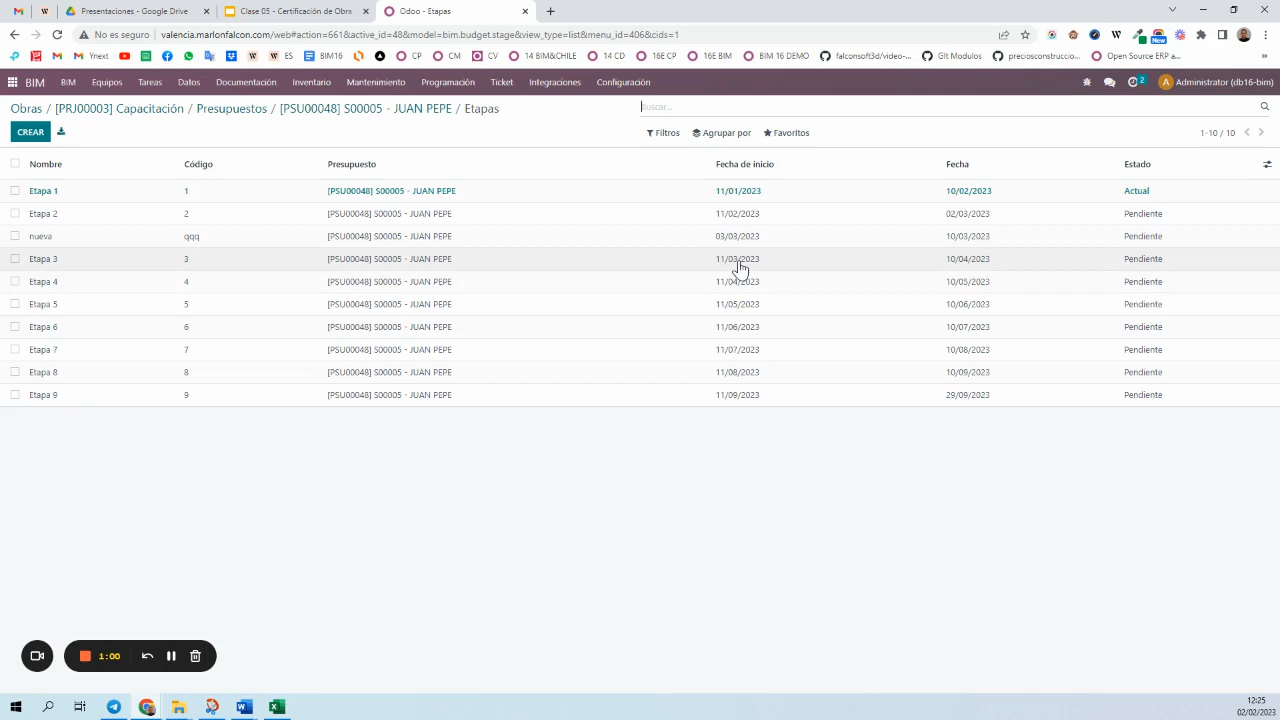 Presentaciones - Google Drive
Clase 05 - Certificación de Obras
Odoo - Etapas
No es seguro
valencia.marlonfalcon.com/web#action=661&active_id=48&model=bim.budget.stage&view_type=list&menu_id=406&cids=1
Ynext
BIM16
ES
CP
CV
14 BIM&CHILE
14 CD
16E CP
16E BIM
BIM 16 DEMO
falconsoft3d/video-...
GIt Modulos
preciosconstruccio...
Open Source ERP a...
New
BIM
BIM
Equipos
Tareas
Datos
Documentación
Inventario
Mantenimiento
Programación
Ticket
Integraciones
Configuración
2
A
Administrator (db16-bim)
Obras / [PRJ00003] Capacitación / Presupuestos / [PSU00048] S00005 - JUAN PEPE / Etapas
Buscar...
CREAR
Filtros
Agrupar por
Favoritos
1-10 / 10
Nombre Código Presupuesto Fecha de inicio Fecha Estado
Etapa 1 1 [PSU00048] S00005 - JUAN PEPE 11/01/2023 10/02/2023 Actual
Etapa 2 2 [PSU00048] S00005 - JUAN PEPE 11/02/2023 02/03/2023 Pendiente
nueva qqq [PSU00048] S00005 - JUAN PEPE 03/03/2023 10/03/2023 Pendiente
Etapa 3 3 [PSU00048] S00005 - JUAN PEPE 11/03/2023 10/04/2023 Pendiente
Etapa 4 4 [PSU00048] S00005 - JUAN PEPE 11/04/2023 10/05/2023 Pendiente
Etapa 5 5 [PSU00048] S00005 - JUAN PEPE 11/05/2023 10/06/2023 Pendiente
Etapa 6 6 [PSU00048] S00005 - JUAN PEPE 11/06/2023 10/07/2023 Pendiente
Etapa 7 7 [PSU00048] S00005 - JUAN PEPE 11/07/2023 10/08/2023 Pendiente
Etapa 8 8 [PSU00048] S00005 - JUAN PEPE 11/08/2023 10/09/2023 Pendiente
Etapa 9 9 [PSU00048] S00005 - JUAN PEPE 11/09/2023 29/09/2023 Pendiente
1:00
12:25
02/02/2023